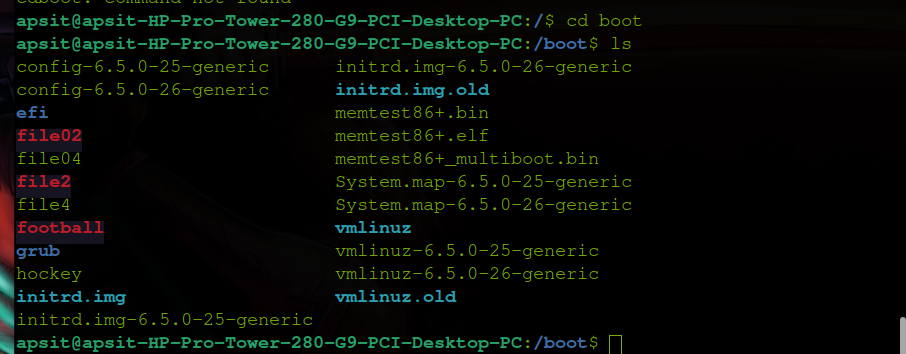 cdboot: command not found
apsit@apsit-HP-Pro-Tower-280-G9-PCI-Desktop-PC:/$ cd boot
apsit@apsit-HP-Pro-Tower-280-G9-PCI-Desktop-PC:/boot$ ls
config-6.5.0-25-generic initrd.img-6.5.0-26-generic
config-6.5.0-26-generic initrd.img.old
efi memtest86+.bin
file02 memtest86+.elf
file04 memtest86+_multiboot.bin
file2 System.map-6.5.0-25-generic
file4 System.map-6.5.0-26-generic
football vmlinuz
grub vmlinuz-6.5.0-25-generic
hockey vmlinuz-6.5.0-26-generic
initrd.img vmlinuz.old
initrd.img-6.5.0-25-generic
apsit@apsit-HP-Pro-Tower-280-G9-PCI-Desktop-PC:/boot$